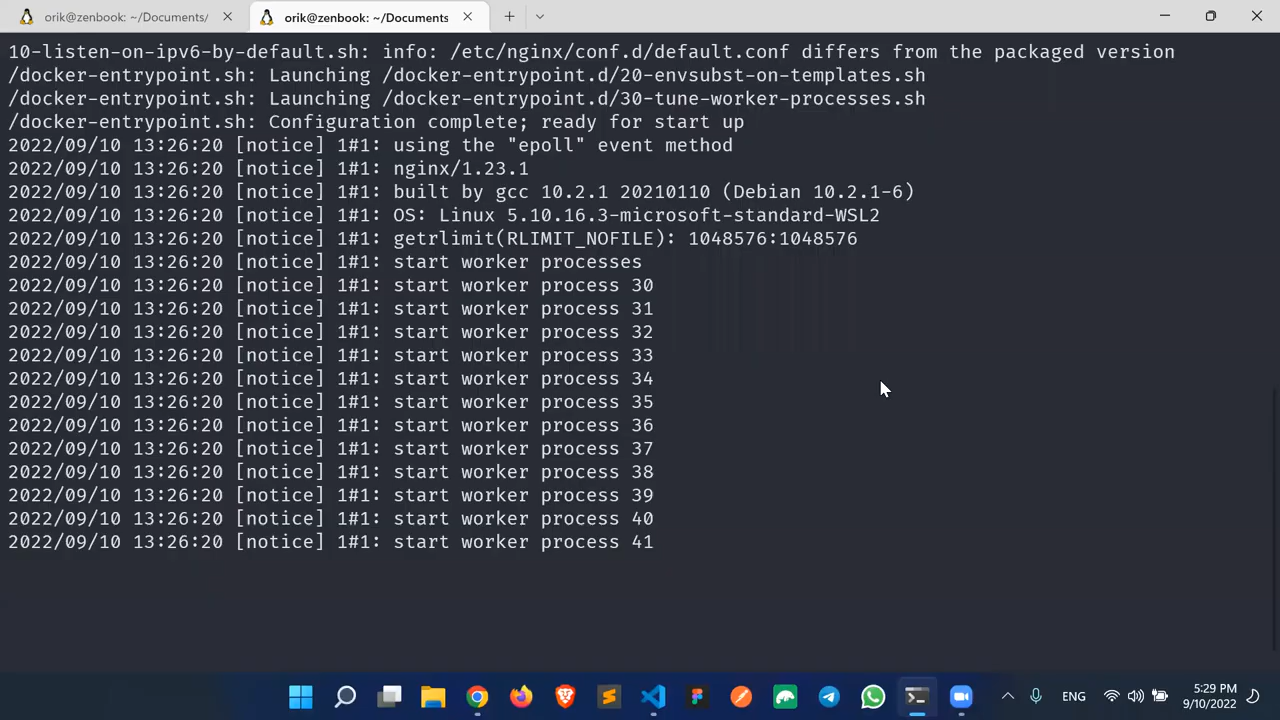 orik@zenbook: ~/Documents/
orik@zenbook: ~/Documents
10-listen-on-ipv6-by-default.sh: info: /etc/nginx/conf.d/default.conf differs from the packaged version
/docker-entrypoint.sh: Launching /docker-entrypoint.d/20-envsubst-on-templates.sh
/docker-entrypoint.sh: Launching /docker-entrypoint.d/30-tune-worker-processes.sh
/docker-entrypoint.sh: Configuration complete; ready for start up
2022/09/10 13:26:20 [notice] 1#1: using the "epoll" event method
2022/09/10 13:26:20 [notice] 1#1: nginx/1.23.1
2022/09/10 13:26:20 [notice] 1#1: built by gcc 10.2.1 20210110 (Debian 10.2.1-6)
2022/09/10 13:26:20 [notice] 1#1: OS: Linux 5.10.16.3-microsoft-standard-WSL2
2022/09/10 13:26:20 [notice] 1#1: getrlimit(RLIMIT_NOFILE): 1048576:1048576
2022/09/10 13:26:20 [notice] 1#1: start worker processes
2022/09/10 13:26:20 [notice] 1#1: start worker process 30
2022/09/10 13:26:20 [notice] 1#1: start worker process 31
2022/09/10 13:26:20 [notice] 1#1: start worker process 32
2022/09/10 13:26:20 [notice] 1#1: start worker process 33
2022/09/10 13:26:20 [notice] 1#1: start worker process 34
2022/09/10 13:26:20 [notice] 1#1: start worker process 35
2022/09/10 13:26:20 [notice] 1#1: start worker process 36
2022/09/10 13:26:20 [notice] 1#1: start worker process 37
2022/09/10 13:26:20 [notice] 1#1: start worker process 38
2022/09/10 13:26:20 [notice] 1#1: start worker process 39
2022/09/10 13:26:20 [notice] 1#1: start worker process 40
2022/09/10 13:26:20 [notice] 1#1: start worker process 41
ENG
5:29 PM
9/10/2022